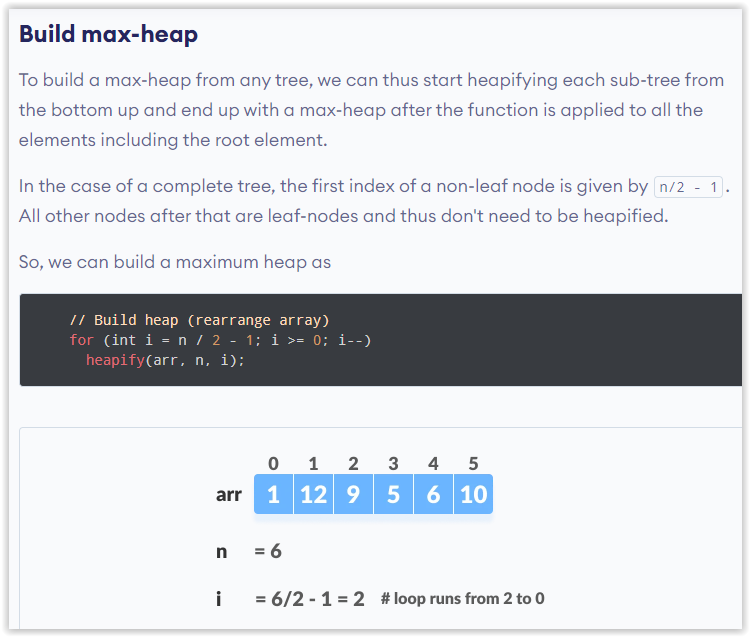 Build max-heap
To build a max-heap from any tree, we can thus start heapifying each sub-tree from
the bottom up and end up with a max-heap after the function is applied to all the
elements including the root element.
In the case of a complete tree, the first index of a non-leaf node is given by n/2 - 1 .
All other nodes after that are leaf-nodes and thus don't need to be heapified.
So, we can build a maximum heap as
// Build heap (rearrange array)
for (int i = n / 2 - 1; i >= 0; i--)
heapify(arr, n, i);
0 1 2 3 4 5
arr 1 12 9 5 6 10
n = 6
i = 6/2 - 1 = 2 # loop runs from 2 to 0